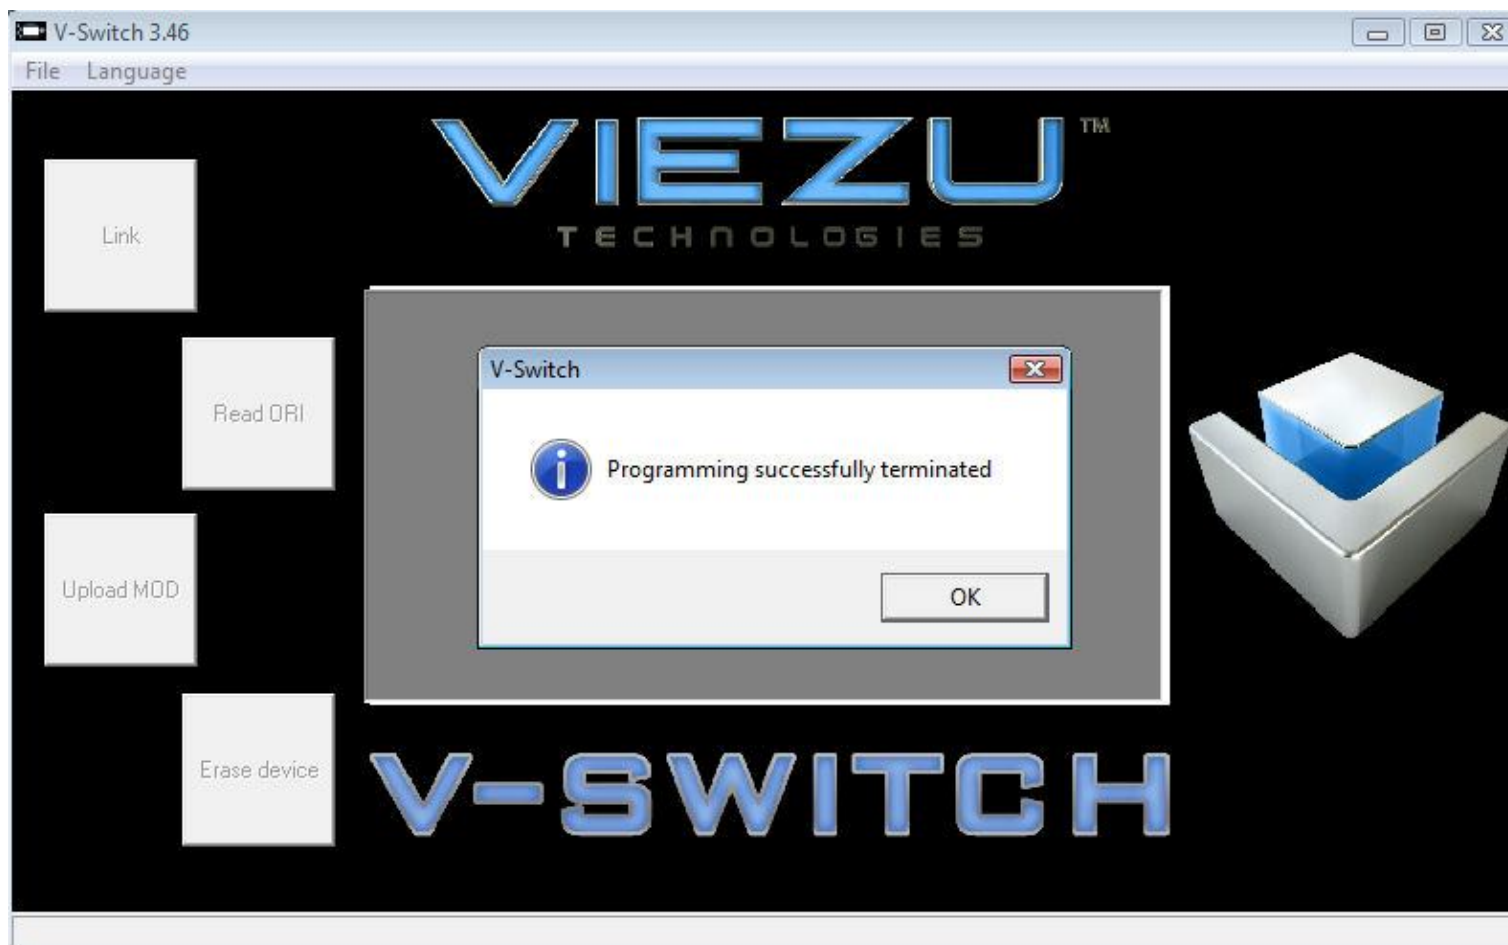 V-Switch 3.46
File Language
VIEZU™
TECHNOLOGIES
Link
Read ORI
Upload MOD
Erase device
V-Switch
Programming successfully terminated
OK
V-SWITCH